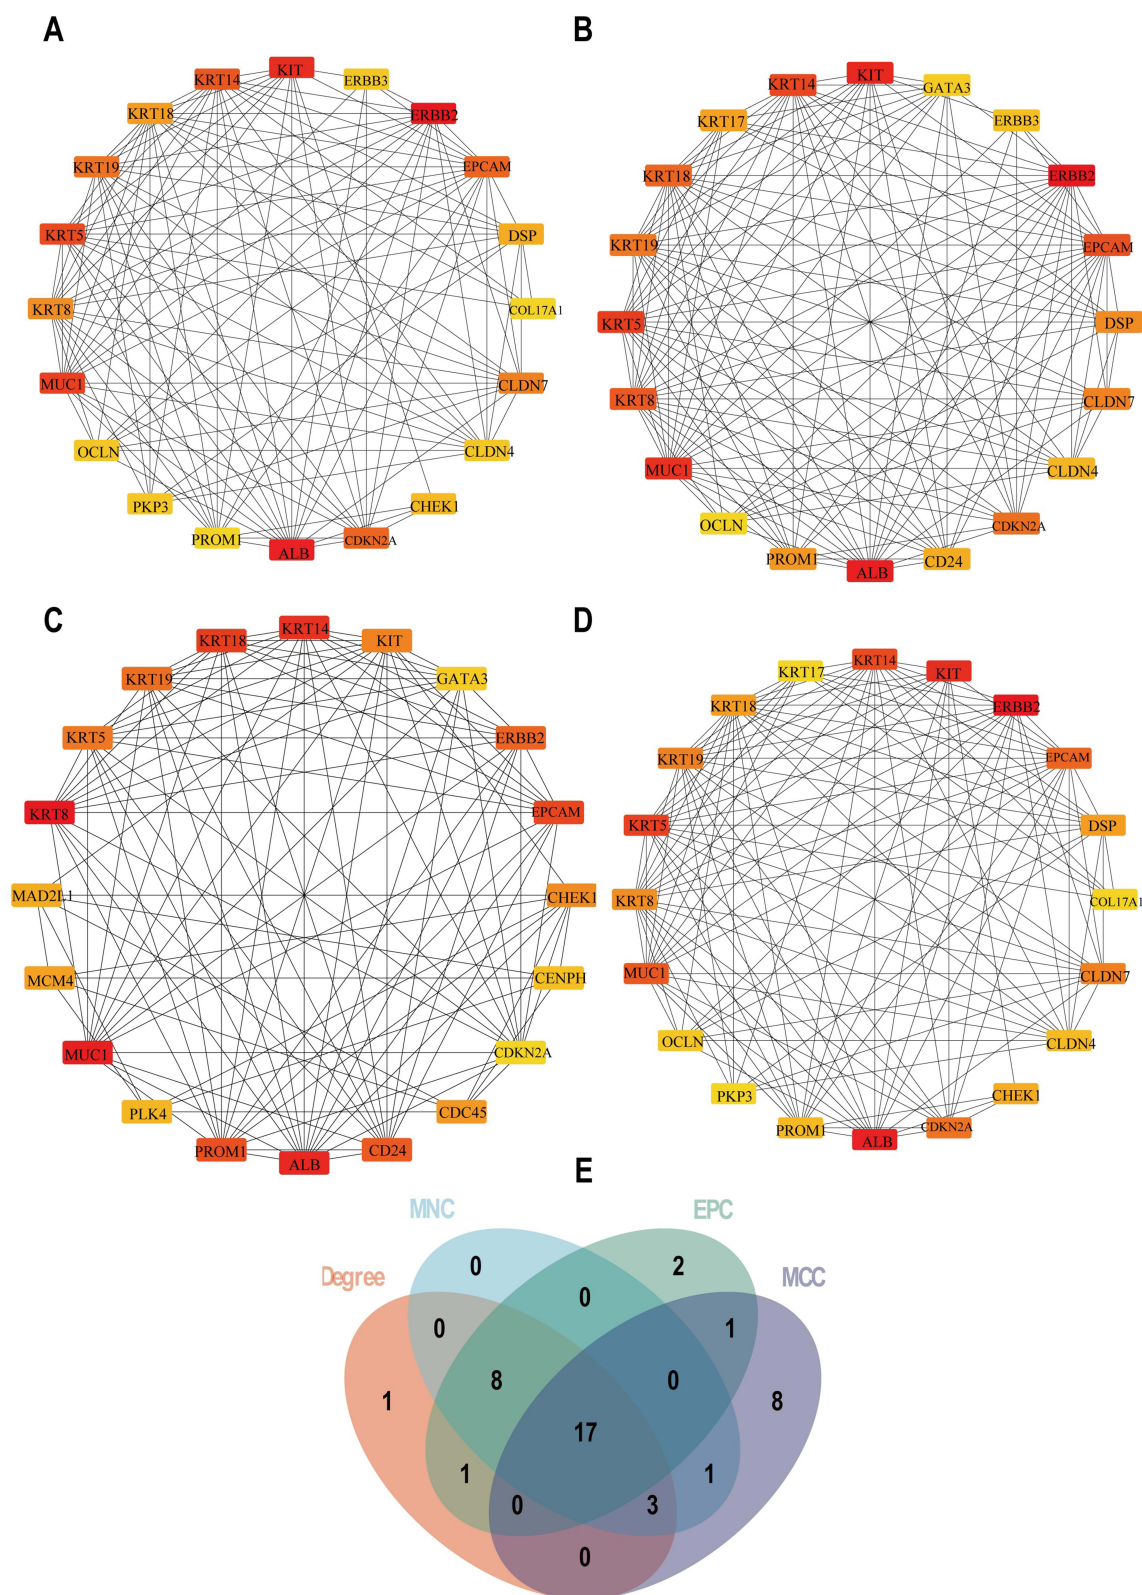 A
B
KIT
KRT14
ERBB3
KRT18
ERBB2
KRT19
EPCAM
KRT5
DSP
KRT8
COL17A1
MUC1
CLDN7
OCLN
CLDN4
PKP3
CHEK1
PROM1
CDKN2A
ALB
KIT
KRT14
GATA3
KRT17
ERBB3
KRT18
ERBB2
KRT19
EPCAM
KRT5
DSP
KRT8
CLDN7
MUC1
CLDN4
OCLN
CDKN2A
PROM1
CD24
ALB
C
D
KRT14
KRT18
KIT
KRT19
GATA3
KRT5
ERBB2
KRT8
EPCAM
MAD2L1
CHEK1
MCM4
CENPH
MUC1
CDKN2A
PLK4
CDC45
PROM1
CD24
ALB
KRT14
KRT17
KIT
KRT18
ERBB2
KRT19
EPCAM
KRT5
DSP
KRT8
COL17A1
MUC1
CLDN7
OCLN
CLDN4
PKP3
CHEK1
PROM1
CDKN2A
ALB
E
MNC
EPC
Degree
MCC
0
2
0
0
1
8
0
1
8
17
1
1
0
3
0